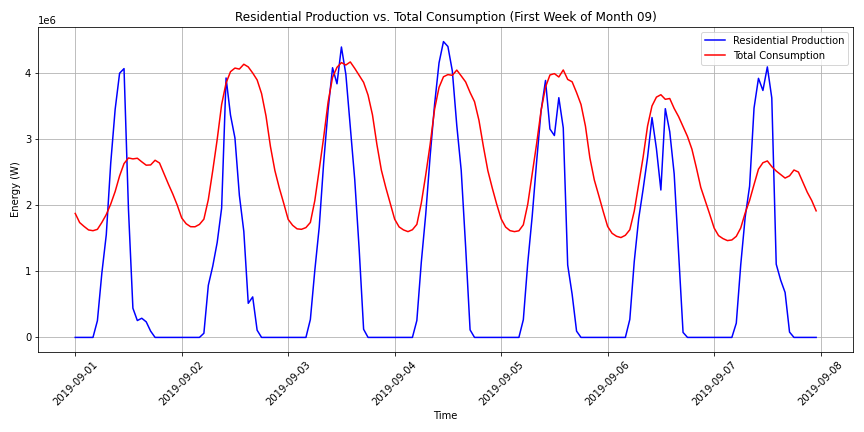 Residential Production vs. Total Consumption (First Week of Month 09)
1e6
Residential Production
Total Consumption
Energy (W)
4
3
2
1
0
2019-09-01
2019-09-02
2019-09-03
2019-09-04
2019-09-05
2019-09-06
2019-09-07
2019-09-08
Time